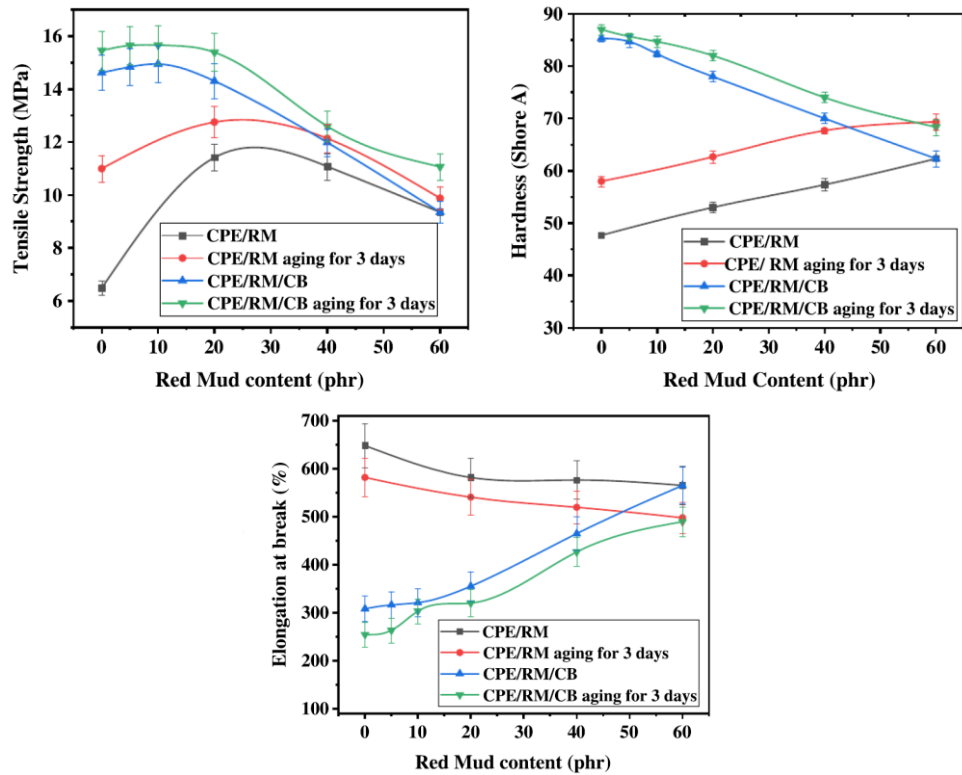 Tensile Strength (MPa)
16
14
12
10
8
6
CPE/RM
CPE/RM aging for 3 days
CPE/RM/CB
CPE/RM/CB aging for 3 days
0 10 20 30 40 50 60
Red Mud content (phr)
Hardness (Shore A)
90
80
70
60
50
40
30
CPE/RM
CPE/ RM aging for 3 days
CPE/RM/CB
CPE/RM/CB aging for 3 days
0 10 20 30 40 50 60
Red Mud Content (phr)
Elongation at break (%)
700
600
500
400
300
200
100
CPE/RM
CPE/RM aging for 3 days
CPE/RM/CB
CPE/RM/CB aging for 3 days
0 10 20 30 40 50 60
Red Mud content (phr)